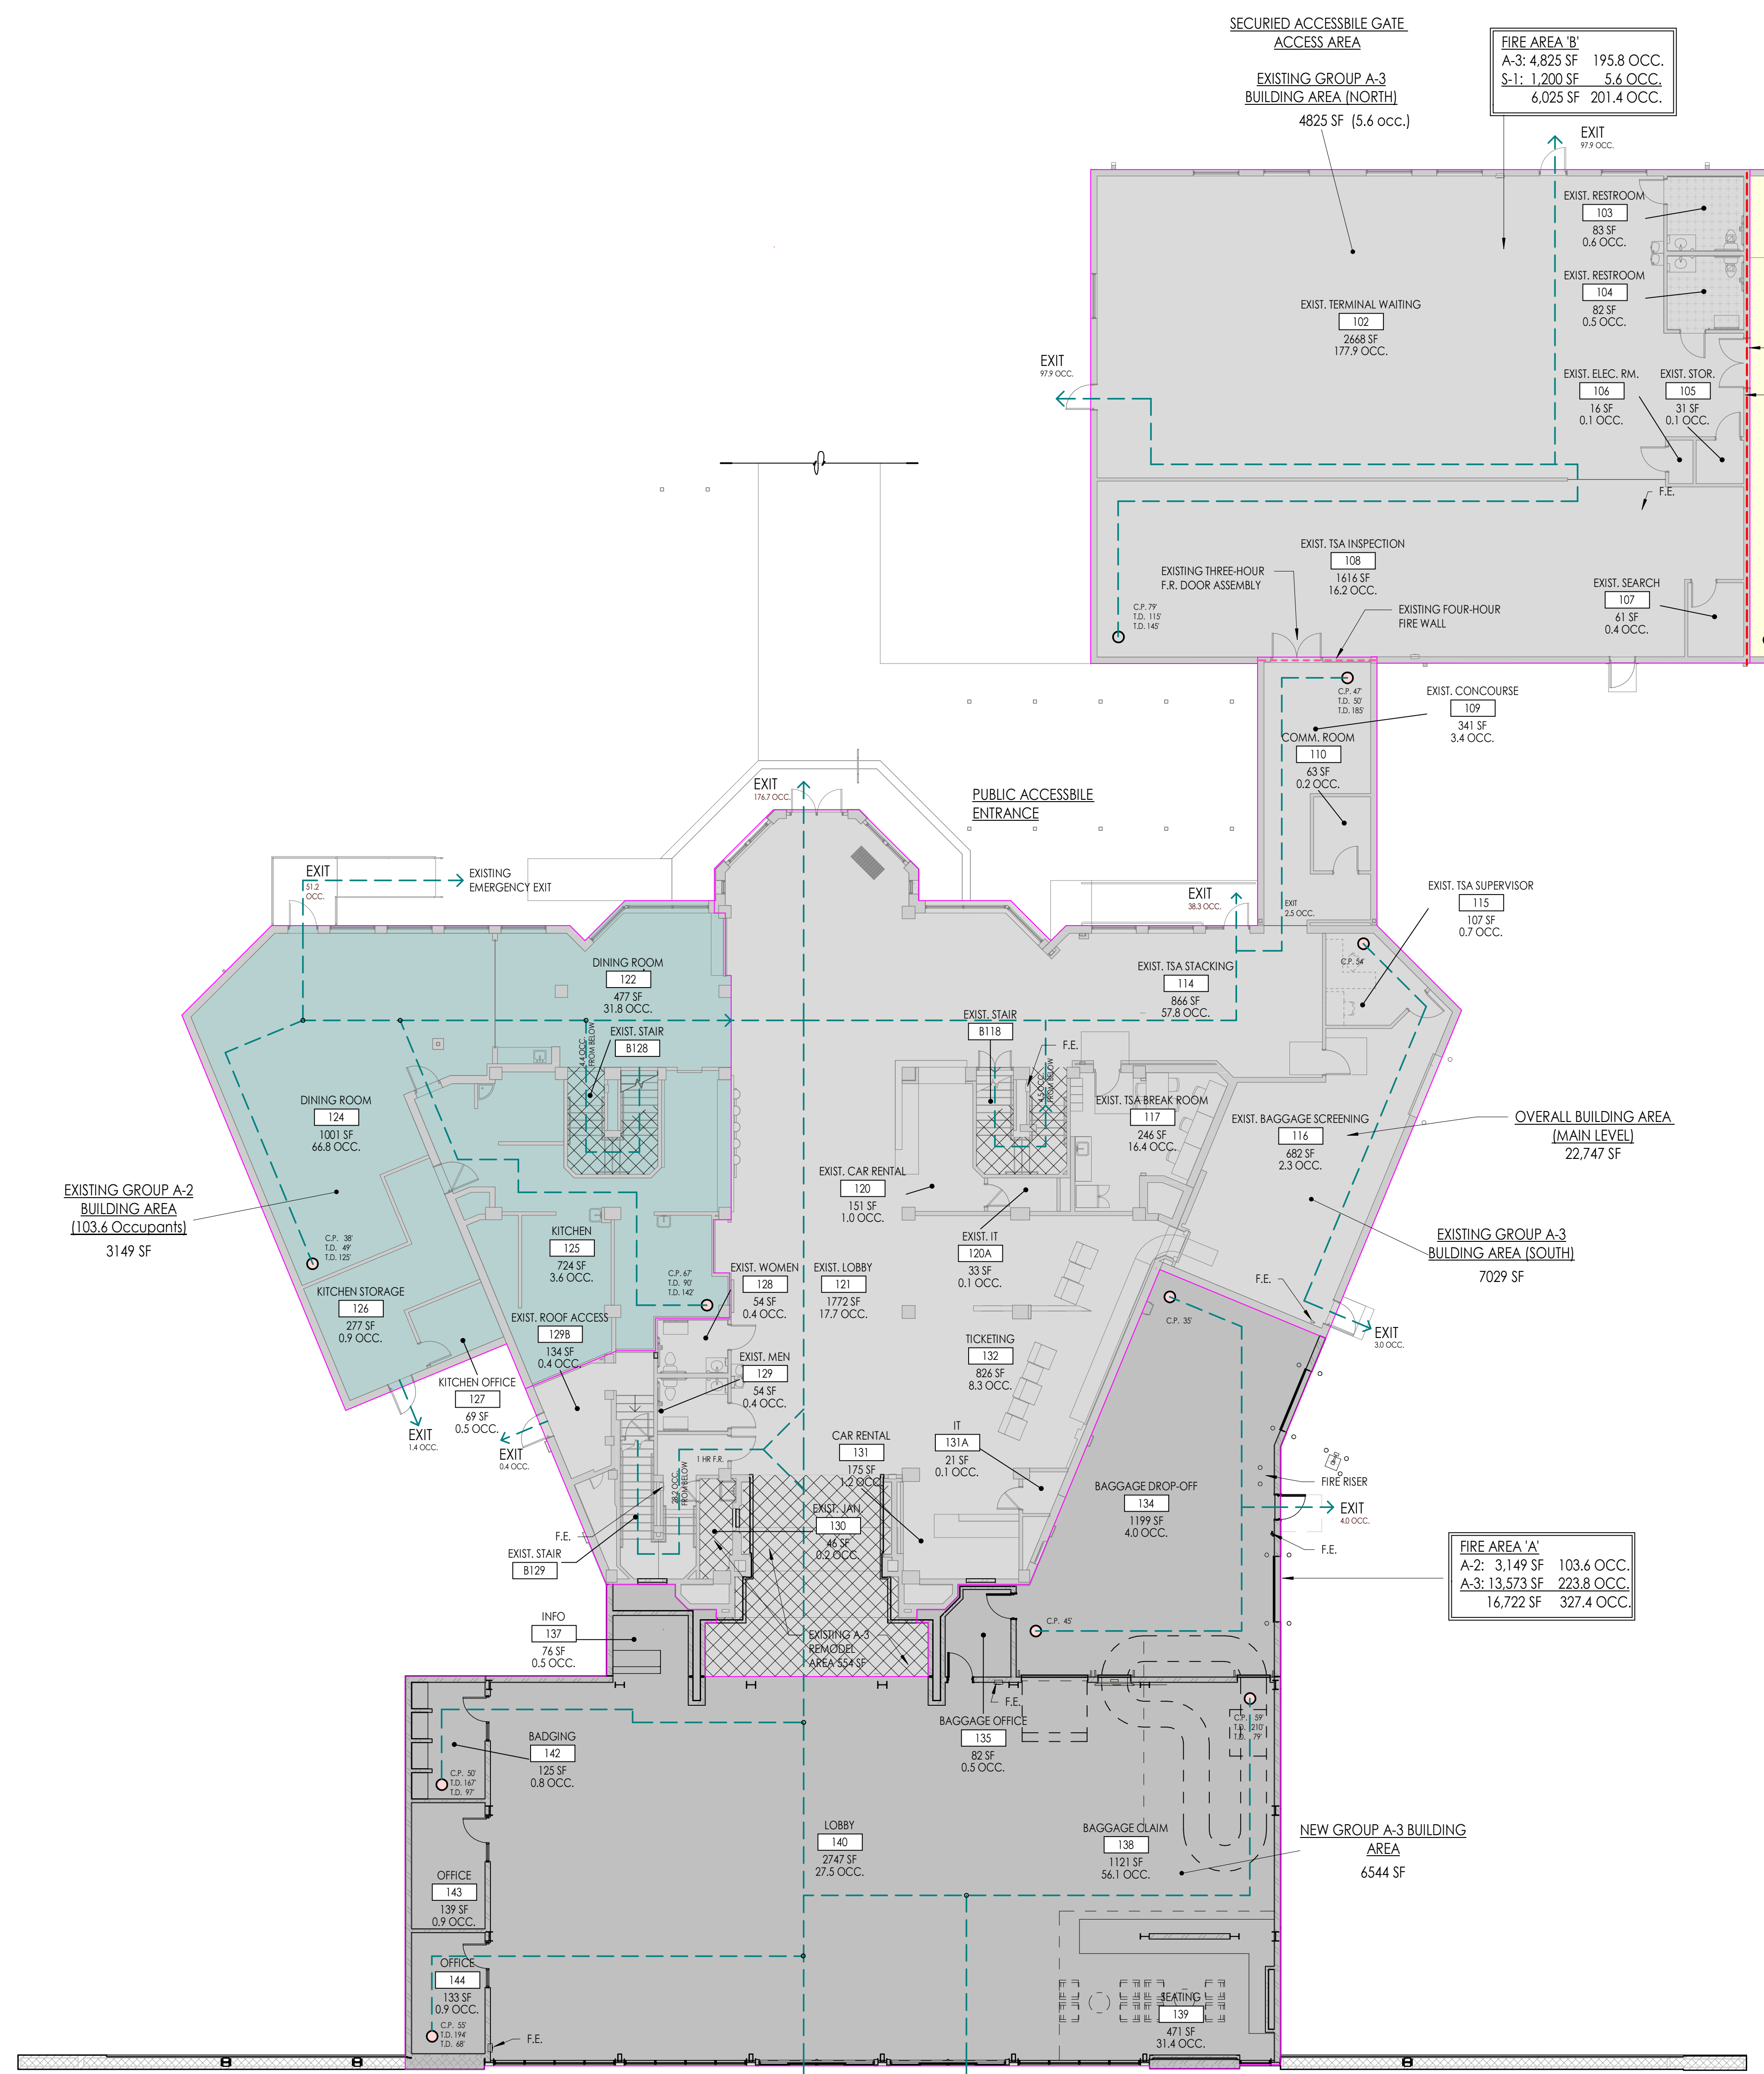 SECURIED ACCESSBILE GATE
ACCESS AREA
EXISTING GROUP A-3
BUILDING AREA (NORTH)
4825 SF (5.6 occ.)
FIRE AREA 'B'
A-3: 4,825 SF 195.8 OCC.
S-1: 1,200 SF 5.6 OCC.
6,025 SF 201.4 OCC.
EXIT
97.9 OCC.
EXIST. RESTROOM
103
83 SF
0.6 OCC.
EXIST. RESTROOM
104
82 SF
0.5 OCC.
EXIST. TERMINAL WAITING
102
2668 SF
177.9 OCC.
EXIT
97.9 OCC.
EXIST. ELEC. RM.
106
16 SF
0.1 OCC.
EXIST. STOR.
105
31 SF
0.1 OCC.
F.E.
EXIST. TSA INSPECTION
108
1616 SF
16.2 OCC.
EXISTING THREE-HOUR
F.R. DOOR ASSEMBLY
EXISTING FOUR-HOUR
FIRE WALL
EXIST. SEARCH
107
61 SF
0.4 OCC.
C.P. 79'
T.D. 115'
T.D. 145'
C.P. 47'
T.D. 50'
T.D. 185'
EXIST. CONCOURSE
109
341 SF
3.4 OCC.
COMM. ROOM
110
63 SF
0.2 OCC.
EXIT
176.7 OCC.
PUBLIC ACCESSBILE
ENTRANCE
EXIT
51.2
OCC.
EXISTING
EMERGENCY EXIT
EXIT
38.3 OCC.
EXIT
2.5 OCC.
EXIST. TSA SUPERVISOR
115
107 SF
0.7 OCC.
C.P. 54'
DINING ROOM
122
477 SF
31.8 OCC.
EXIST. TSA STACKING
114
866 SF
57.8 OCC.
EXIST. STAIR
B128
4.4 OCC.
FROM BELOW
EXIST. STAIR
B118
F.E.
4.5 OCC.
FROM BELOW
DINING ROOM
124
1001 SF
66.8 OCC.
EXIST. TSA BREAK ROOM
117
246 SF
16.4 OCC.
EXIST. BAGGAGE SCREENING
116
682 SF
2.3 OCC.
OVERALL BUILDING AREA
(MAIN LEVEL)
22,747 SF
EXISTING GROUP A-2
BUILDING AREA
(103.6 Occupants)
3149 SF
EXIST. CAR RENTAL
120
151 SF
1.0 OCC.
EXIST. IT
120A
33 SF
0.1 OCC.
EXISTING GROUP A-3
BULDING AREA (SOUTH)
7029 SF
C.P. 38'
T.D. 49'
T.D. 125'
KITCHEN
125
724 SF
3.6 OCC.
C.P. 67'
T.D. 90'
T.D. 142'
EXIST. WOMEN
128
54 SF
0.4 OCC.
EXIST. LOBBY
121
1772 SF
17.7 OCC.
F.E.
KITCHEN STORAGE
126
277 SF
0.9 OCC.
EXIST. ROOF ACCESS
129B
134 SF
0.4 OCC.
C.P. 35'
EXIT
3.0 OCC.
TICKETING
132
826 SF
8.3 OCC.
EXIST. MEN
129
54 SF
0.4 OCC.
KITCHEN OFFICE
127
69 SF
0.5 OCC.
EXIT
1.4 OCC.
EXIT
0.4 OCC.
1 HR F.R.
28.2 OCC.
FROM BELOW
CAR RENTAL
131
175 SF
1.2 OCC.
IT
131A
21 SF
0.1 OCC.
BAGGAGE DROP-OFF
134
1199 SF
4.0 OCC.
FIRE RISER
EXIT
4.0 OCC.
F.E.
EXIST. JAN.
130
46 SF
0.2 OCC.
F.E.
EXIST. STAIR
B129
FIRE AREA 'A'
A-2: 3,149 SF 103.6 OCC.
A-3: 13,573 SF 223.8 OCC.
16,722 SF 327.4 OCC.
INFO
137
76 SF
0.5 OCC.
EXISTING A-3
REMODEL
AREA 554 SF
C.P. 45'
F.E.
BAGGAGE OFFICE
135
82 SF
0.5 OCC.
C.P. 59'
T.D. 210'
T.D. 79'
BADGING
142
125 SF
0.8 OCC.
C.P. 50'
T.D. 167'
T.D. 97'
LOBBY
140
2747 SF
27.5 OCC.
BAGGAGE CLAIM
138
1121 SF
56.1 OCC.
NEW GROUP A-3 BUILDING
AREA
6544 SF
OFFICE
143
139 SF
0.9 OCC.
OFFICE
144
133 SF
0.9 OCC.
C.P. 55'
T.D. 194'
T.D. 68'
F.E.
SEATING
139
471 SF
31.4 OCC.